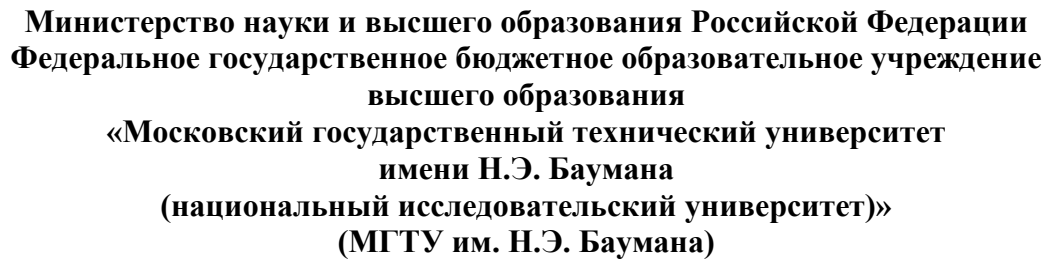 Министерство науки и высшего образования Российской Федерации
Федеральное государственное бюджетное образовательное учреждение
высшего образования
«Московский государственный технический университет
имени Н.Э. Баумана
(национальный исследовательский университет)»
(МГТУ им. Н.Э. Баумана)